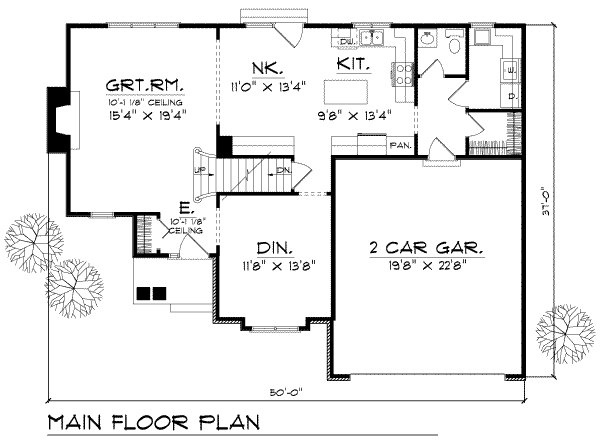 DW.
KIT.
NK.
11'0" × 13'4"
GRT.RM.
10'-1 1/8" CEILING
15'4" × 19'4"
9'8" × 13'4"
W.
D.
PAN.
UP
DN.
E.
10'-1 1/8"
CEILING
DIN.
11'8" × 13'8"
2 CAR GAR.
19'8" × 22'8"
37'-0"
50'-0"
MAIN FLOOR PLAN